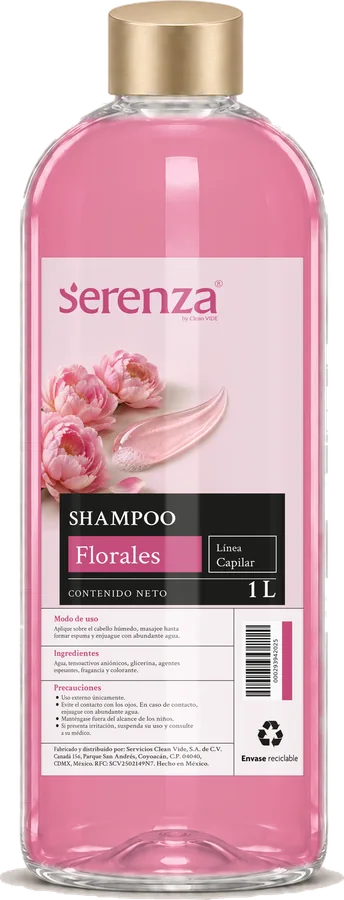 Serenza®
by Clean VIDE
SHAMPOO
Florales
Línea
Capilar
CONTENIDO NETO
1 L
Modo de uso
Aplique sobre el cabello húmedo, masajee hasta
formar espuma y enjuague con abundante agua.
Ingredientes
Agua, tensoactivos aniónicos, glicerina, agentes
espesantes, fragancia y colorante.
Precauciones
• Uso externo únicamente.
• Evite el contacto con los ojos. En caso de contacto,
enjuague con abundante agua.
• Manténgase fuera del alcance de los niños.
• Si presenta irritación, suspenda su uso y consulte
a su médico.
000293942025
Envase reciclable
Fabricado y distribuido por: Servicios Clean Vide, S.A. de C.V.
Canadá 156, Parque San Andrés, Coyoacán, C.P. 04040,
CDMX, México. RFC: SCV2502149N7. Hecho en México.